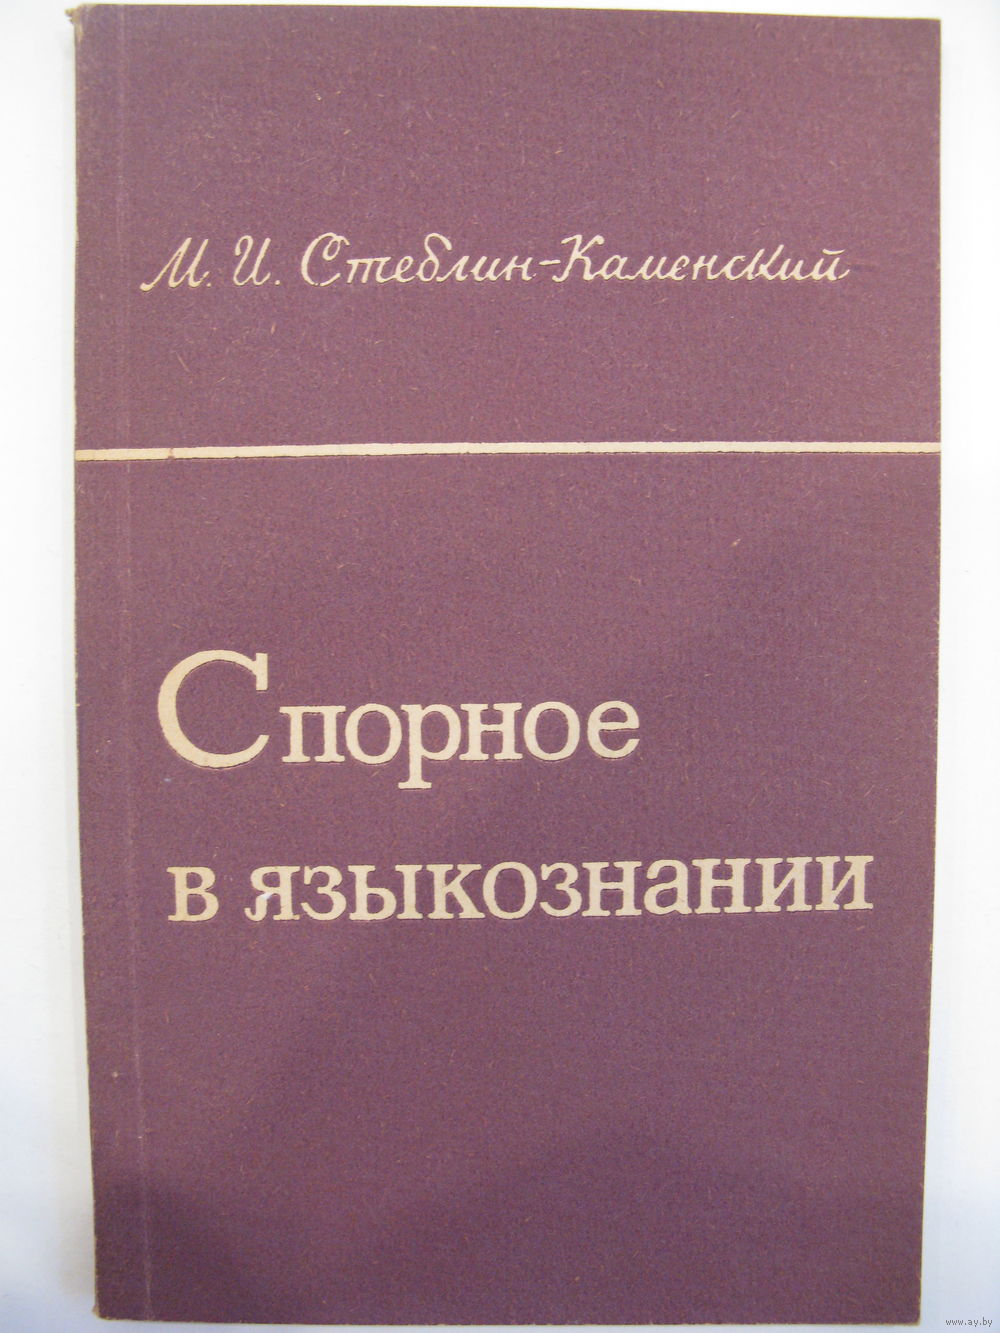 М. И. Стеблин-Каменский
Спорное
в языкознании
www.ay.by